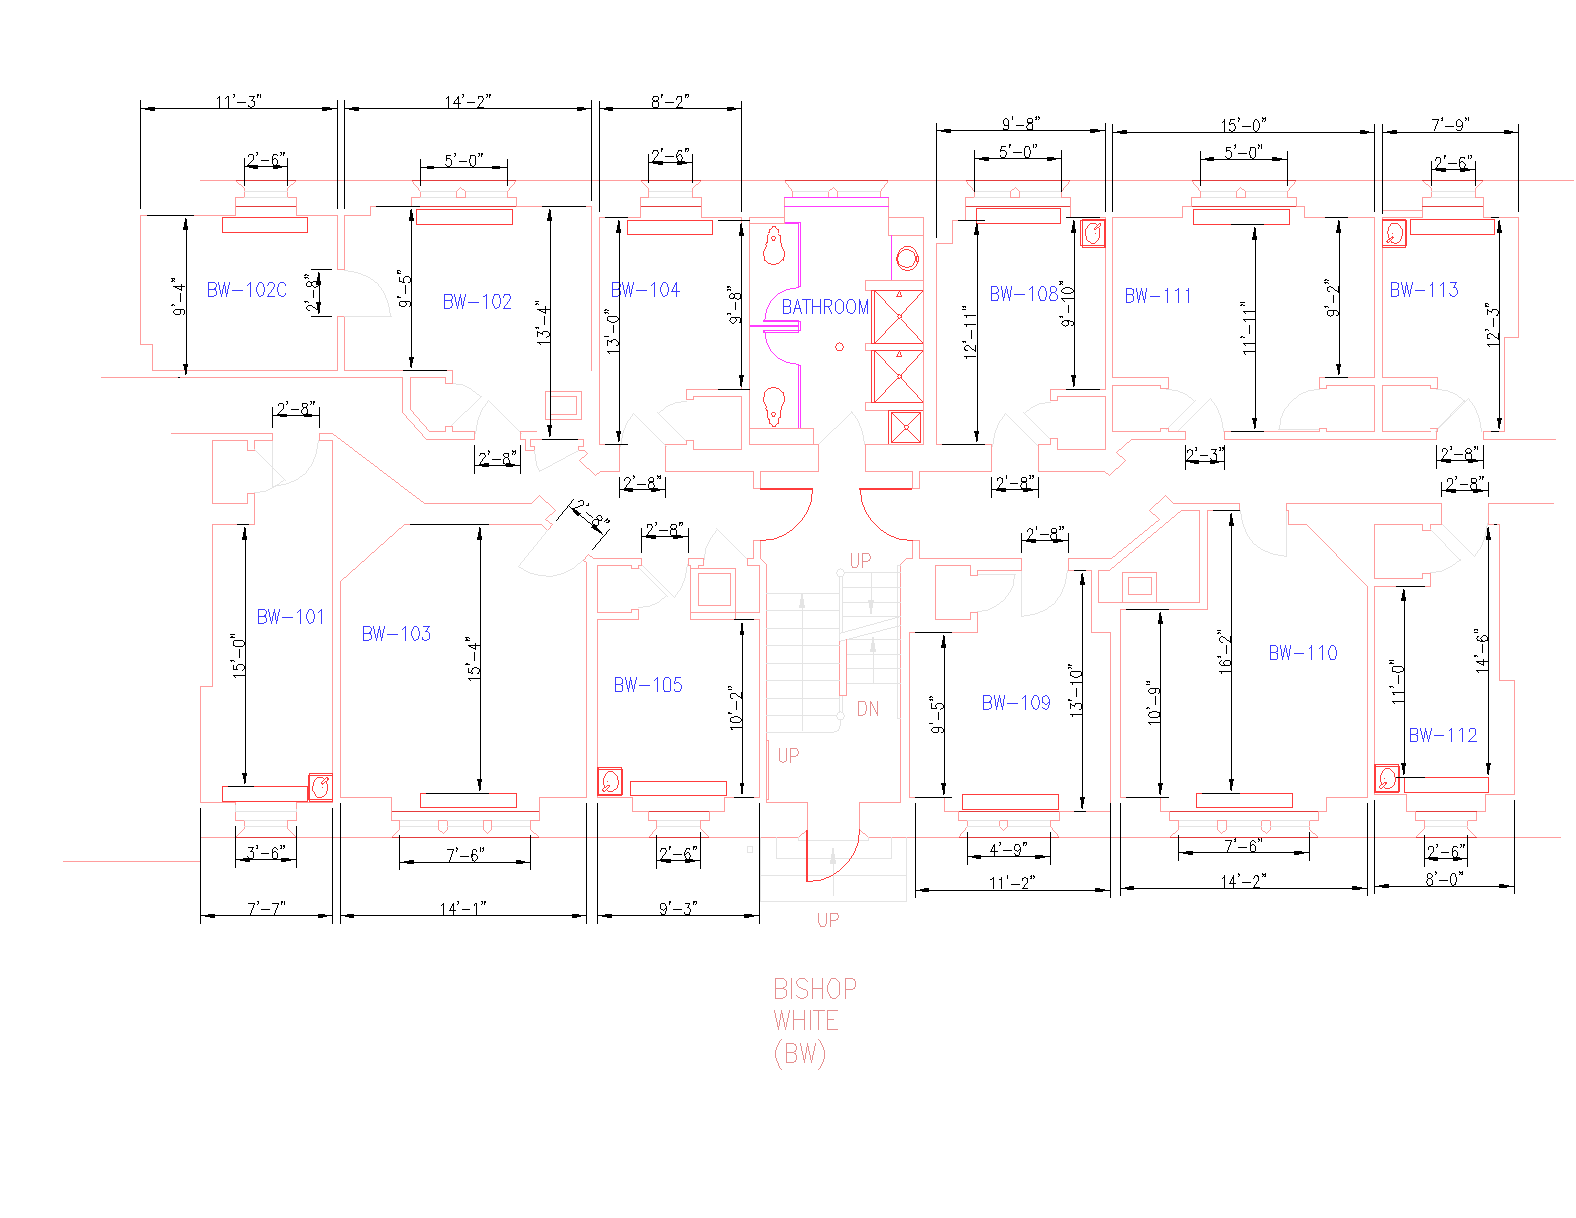 11'-3"
14'-2"
8'-2"
9'-8"
15'-0"
7'-9"
2'-6"
5'-0"
2'-6"
5'-0"
5'-0"
2'-6"
9'-4"
BW-102C
2'-8"
9'-5"
BW-102
13'-4"
BW-104
13'-0"
9'-8"
BATHROOM
12'-11"
BW-108
9'-10"
BW-111
11'-11"
9'-2"
BW-113
12'-3"
2'-8"
2'-8"
2'-8"
2'-8"
2'-3"
2'-8"
2'-8"
2'-8"
2'-8"
2'-8"
UP
BW-101
15'-0"
BW-103
15'-4"
BW-105
10'-2"
DN
UP
9'-5"
BW-109
13'-10"
10'-9"
16'-2"
BW-110
11'-0"
14'-6"
BW-112
3'-6"
7'-6"
2'-6"
4'-9"
7'-6"
2'-6"
7'-7"
14'-1"
9'-3"
11'-2"
14'-2"
8'-0"
UP
BISHOP
WHITE
(BW)